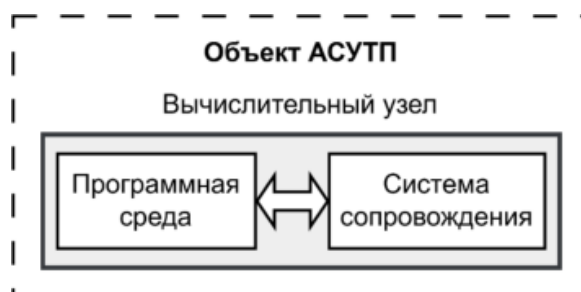 Объект АСУТП
Вычислительный узел
Программная
среда
Система
сопровождения